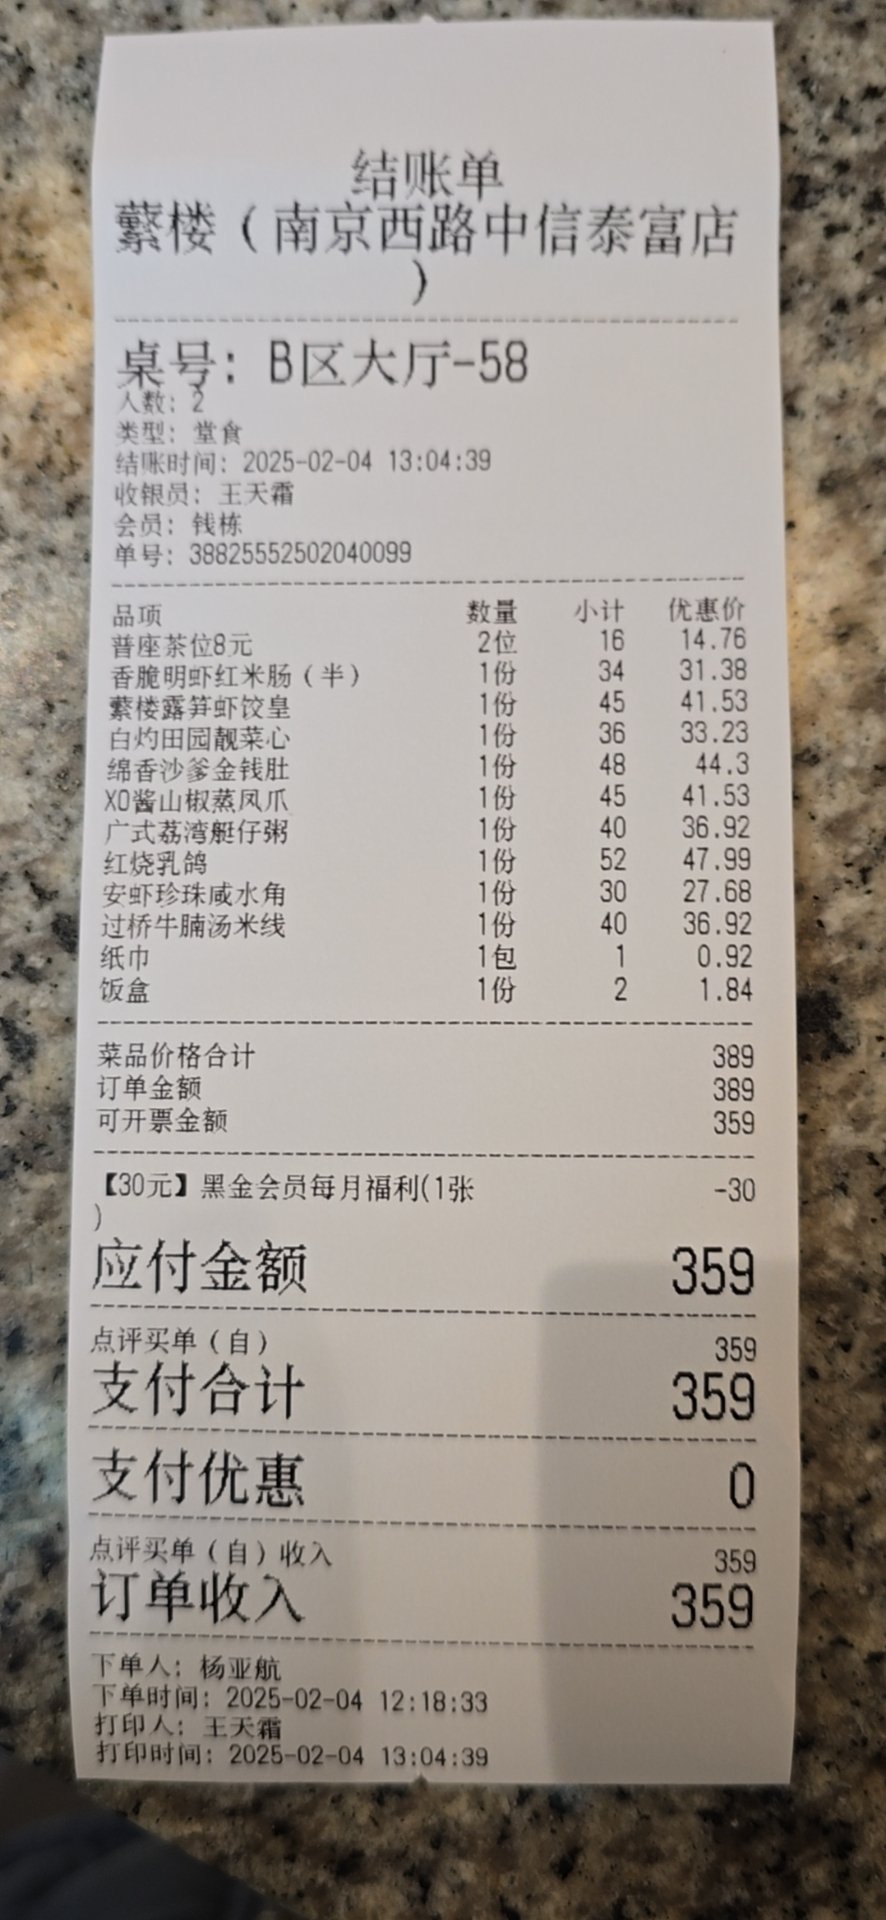 结账单
蘩楼（南京西路中信泰富店
）
桌号: B区大厅-58
人数: 2
类型: 堂食
结账时间: 2025-02-04 13:04:39
收银员: 王天霜
会员: 钱栋
单号: 38825552502040099
品项 数量 小计 优惠价
普座茶位8元 2位 16 14.76
香脆明虾红米肠（半） 1份 34 31.38
蘩楼露笋虾饺皇 1份 45 41.53
白灼田园靓菜心 1份 36 33.23
绵香沙爹金钱肚 1份 48 44.3
XO酱山椒蒸凤爪 1份 45 41.53
广式荔湾艇仔粥 1份 40 36.92
红烧乳鸽 1份 52 47.99
安虾珍珠咸水角 1份 30 27.68
过桥牛腩汤米线 1份 40 36.92
纸巾 1包 1 0.92
饭盒 1份 2 1.84
菜品价格合计 389
订单金额 389
可开票金额 359
【30元】黑金会员每月福利(1张 -30
)
应付金额 359
点评买单（自） 359
支付合计 359
支付优惠 0
点评买单（自）收入 359
订单收入 359
下单人: 杨亚航
下单时间: 2025-02-04 12:18:33
打印人: 王天霜
打印时间: 2025-02-04 13:04:39